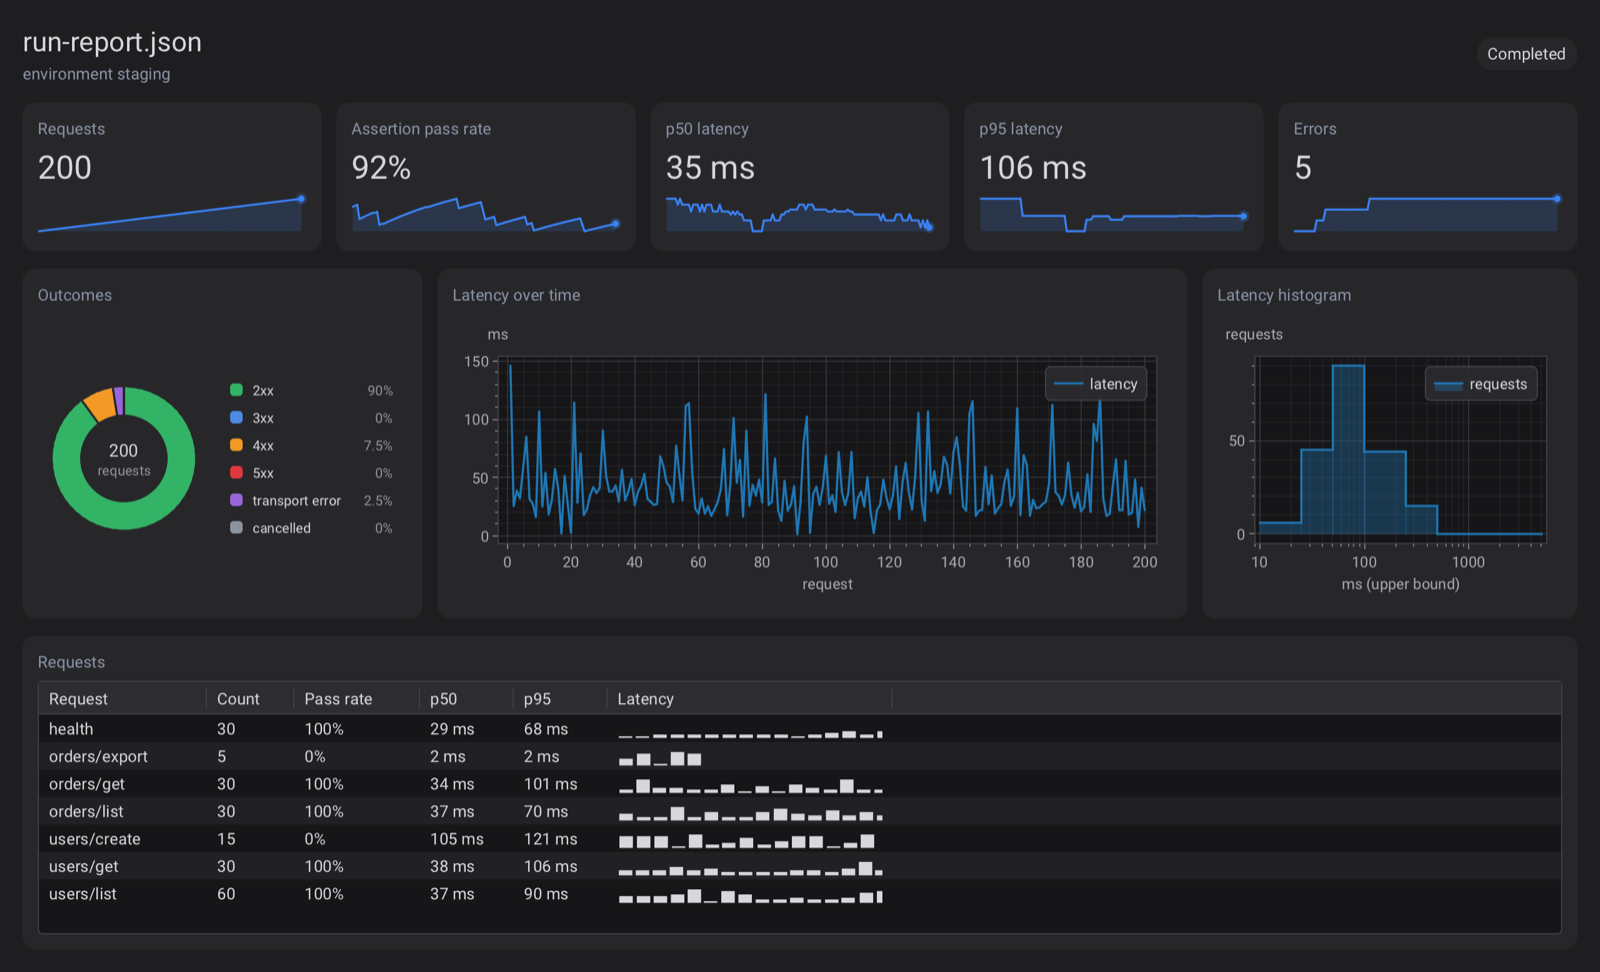 run-report.json
environment staging
Completed
Requests
200
Assertion pass rate
92%
p50 latency
35 ms
p95 latency
106 ms
Errors
5
Outcomes
200
requests
2xx 90%
3xx 0%
4xx 7.5%
5xx 0%
transport error 2.5%
cancelled 0%
Latency over time
ms
150
100
50
0
latency
0 20 40 60 80 100 120 140 160 180 200
request
Latency histogram
requests
50
0
requests
10 100 1000
ms (upper bound)
Requests
Request Count Pass rate p50 p95 Latency
health 30 100% 29 ms 68 ms
orders/export 5 0% 2 ms 2 ms
orders/get 30 100% 34 ms 101 ms
orders/list 30 100% 37 ms 70 ms
users/create 15 0% 105 ms 121 ms
users/get 30 100% 38 ms 106 ms
users/list 60 100% 37 ms 90 ms